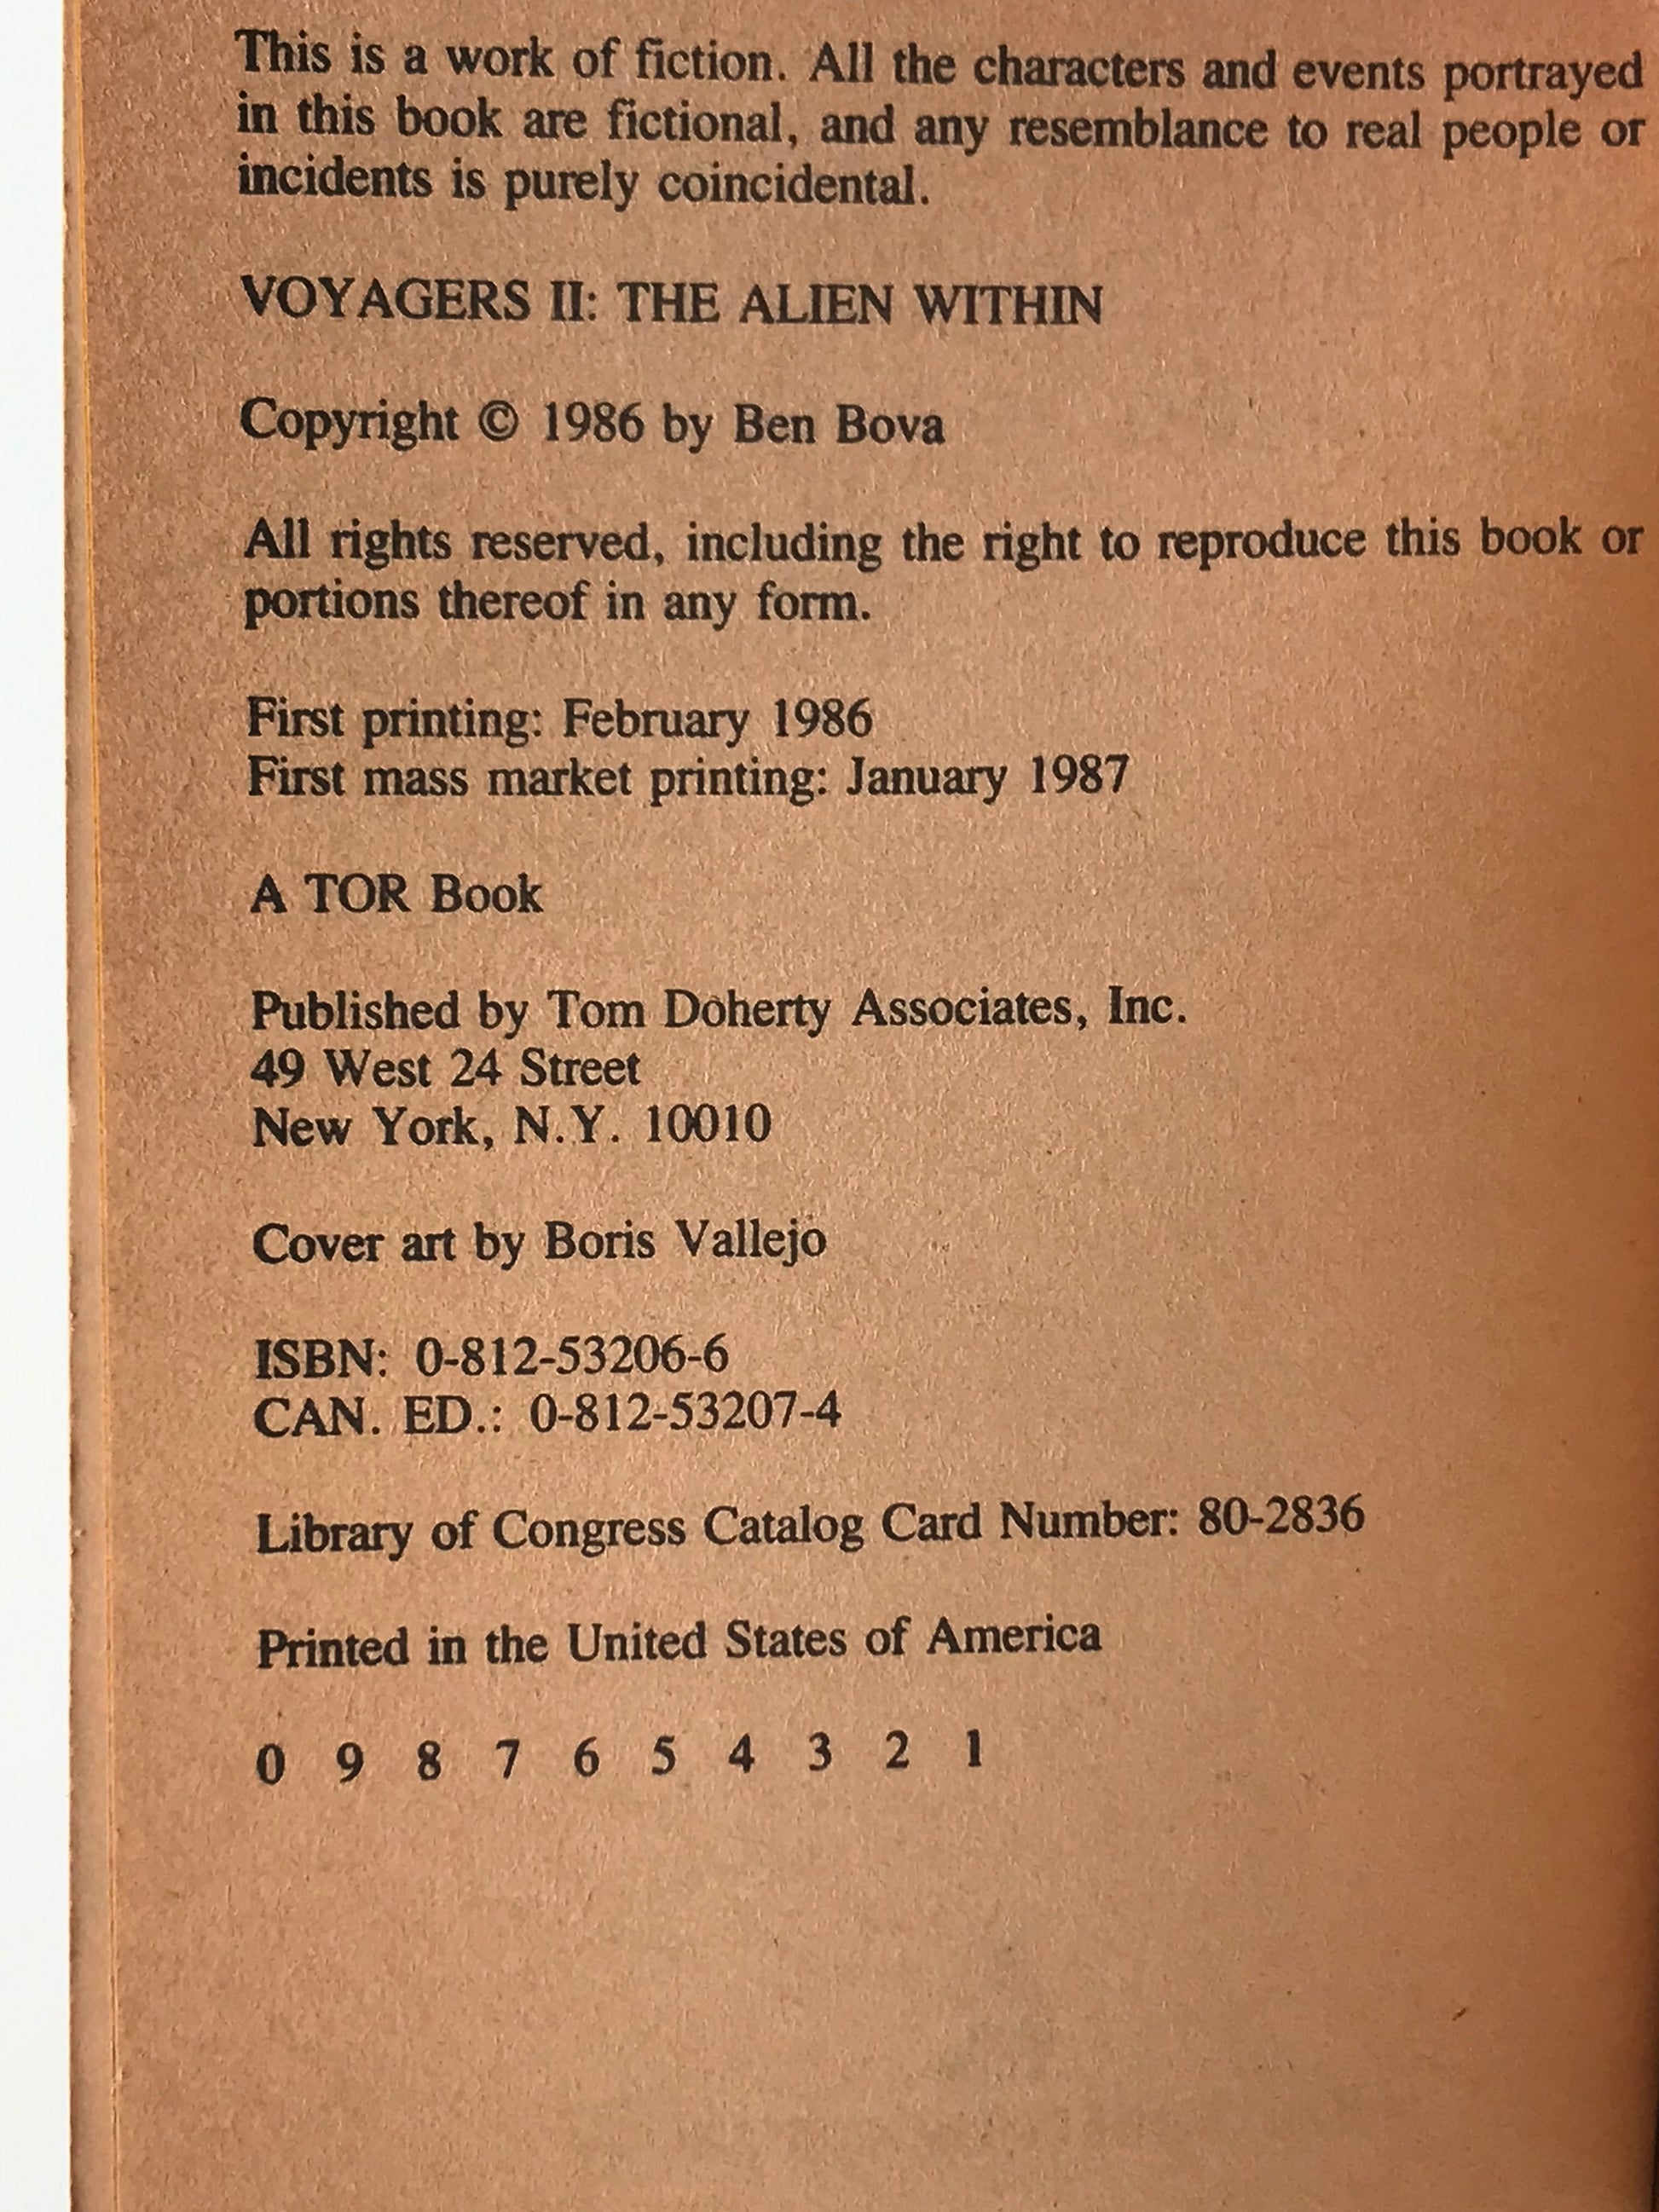 This is a work of fiction. All the characters and events portrayed
in this book are fictional, and any resemblance to real people or
incidents is purely coincidental.
VOYAGERS II: THE ALIEN WITHIN
Copyright © 1986 by Ben Bova
All rights reserved, including the right to reproduce this book or
portions thereof in any form.
First printing: February 1986
First mass market printing: January 1987
A TOR Book
Published by Tom Doherty Associates, Inc.
49 West 24 Street
New York, N.Y. 10010
Cover art by Boris Vallejo
ISBN: 0-812-53206-6
CAN. ED.: 0-812-53207-4
Library of Congress Catalog Card Number: 80-2836
Printed in the United States of America
0 9 8 7 6 5 4 3 2 1